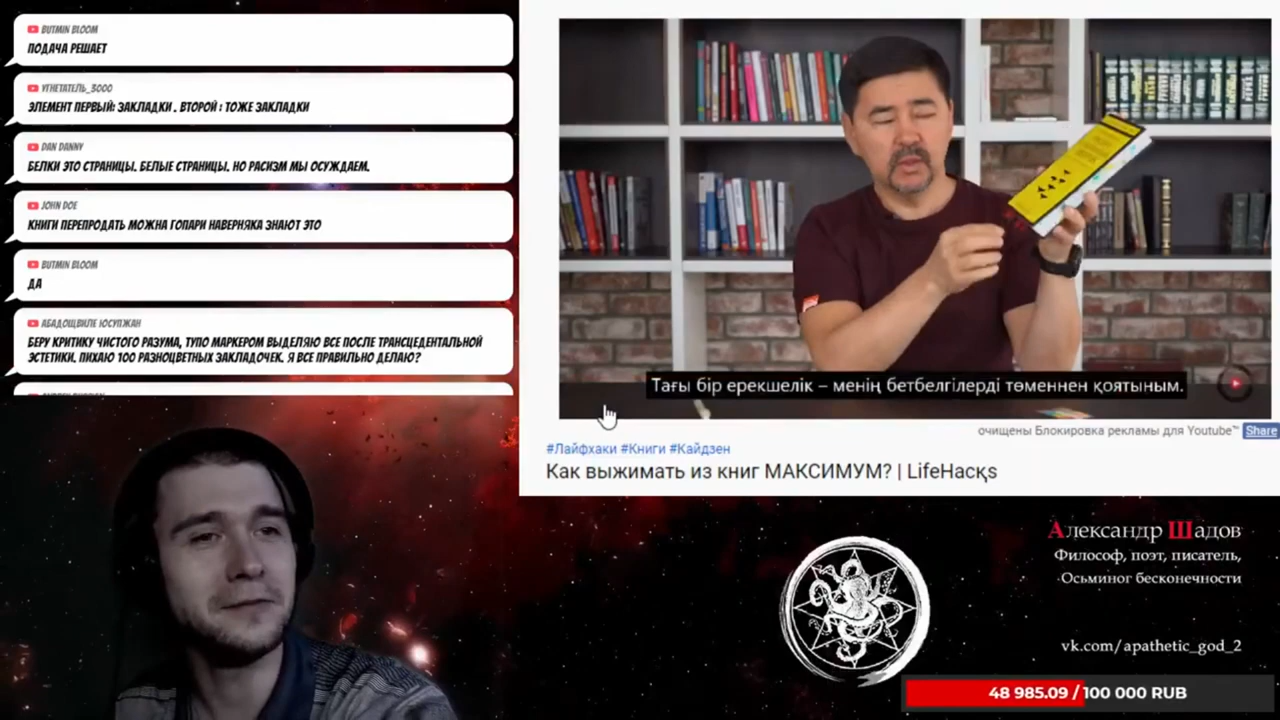 BUTMIN BLOOM
ПОДАЧА РЕШАЕТ
УГНЕТАТЕЛЬ_3000
ЭЛЕМЕНТ ПЕРВЫЙ: ЗАКЛАДКИ . ВТОРОЙ : ТОЖЕ ЗАКЛАДКИ
DAN DANNY
БЕЛКИ ЭТО СТРАНИЦЫ. БЕЛЫЕ СТРАНИЦЫ. НО РАСИЗМ МЫ ОСУЖДАЕМ.
JOHN DOE
КНИГИ ПЕРЕПРОДАТЬ МОЖНА ГОПАРИ НАВЕРНЯКА ЗНАЮТ ЭТО
BUTMIN BLOOM
ДА
АБАДОЩВИЛЕ ЮСУПЖАН
БЕРУ КРИТИКУ ЧИСТОГО РАЗУМА, ТУПО МАРКЕРОМ ВЫДЕЛЯЮ ВСЕ ПОСЛЕ ТРАНСЦЕДЕНТАЛЬНОЙ
ЭСТЕТИКИ. ПИХАЮ 100 РАЗНОЦВЕТНЫХ ЗАКЛАДОЧЕК. Я ВСЕ ПРАВИЛЬНО ДЕЛАЮ?
Тағы бір ерекшелік – менің бетбелгілерді төменнен қоятыным.
очищены Блокировка рекламы для Youtube™ Share
#Лайфхаки #Книги #Кайдзен
Как выжимать из книг МАКСИМУМ? | LifeHacқs
Александр Шадов
Философ, поэт, писатель,
Осьминог бесконечности
vk.com/apathetic_god_2
48 985.09 / 100 000 RUB